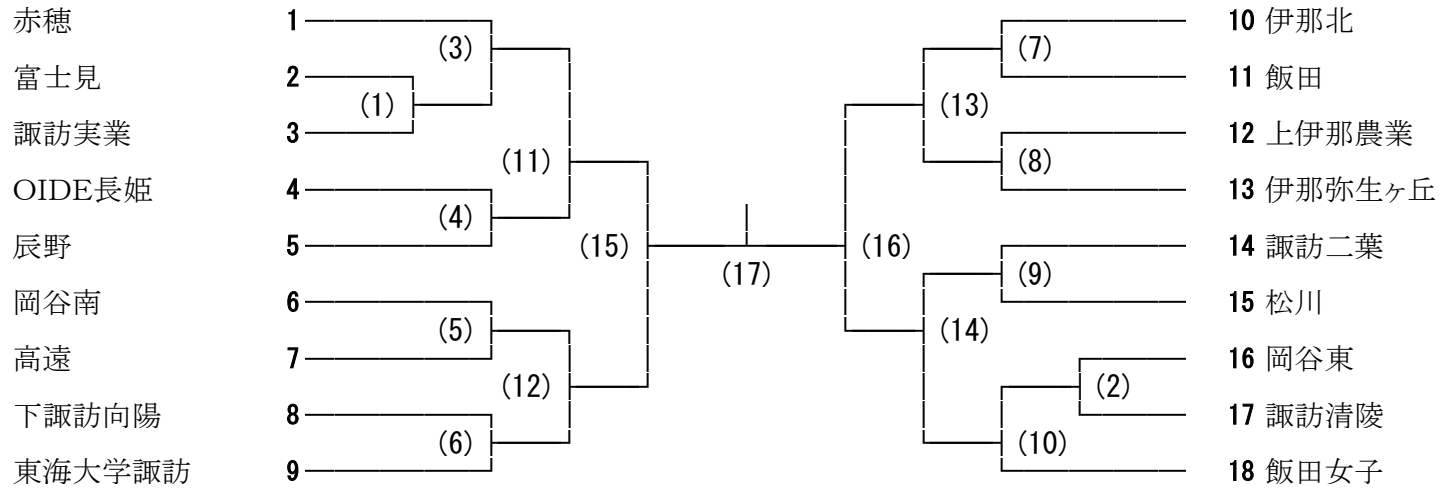 赤穂 1 10 伊那北
(3) (7)
富士見 2 11 飯田
(1) (13)
諏訪実業 3 12 上伊那農業
(11) (8)
OIDE長姫 4 13 伊那弥生ヶ丘
(4)
辰野 5 (15) (16) 14 諏訪二葉
(17) (9)
岡谷南 6 15 松川
(5) (14)
高遠 7 16 岡谷東
(12) (2)
下諏訪向陽 8 17 諏訪清陵
(6) (10)
東海大学諏訪 9 18 飯田女子